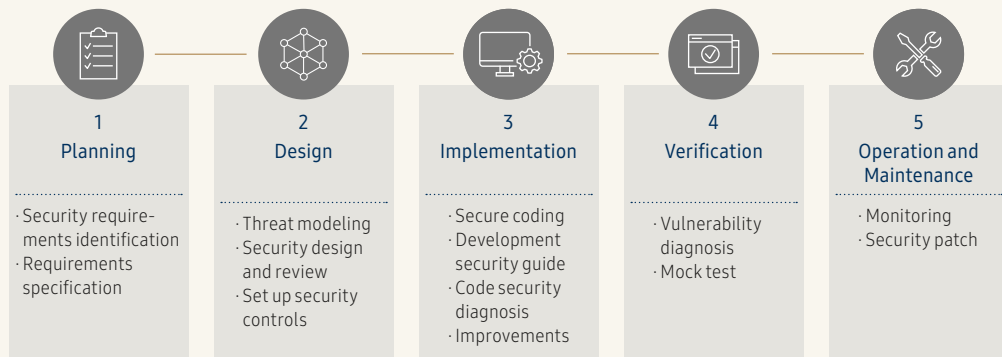 1
Planning
· Security require-
ments identification
· Requirements
specification
2
Design
· Threat modeling
· Security design
and review
· Set up security
controls
3
Implementation
· Secure coding
· Development
security guide
· Code security
diagnosis
· Improvements
4
Verification
· Vulnerability
diagnosis
· Mock test
5
Operation and
Maintenance
· Monitoring
· Security patch